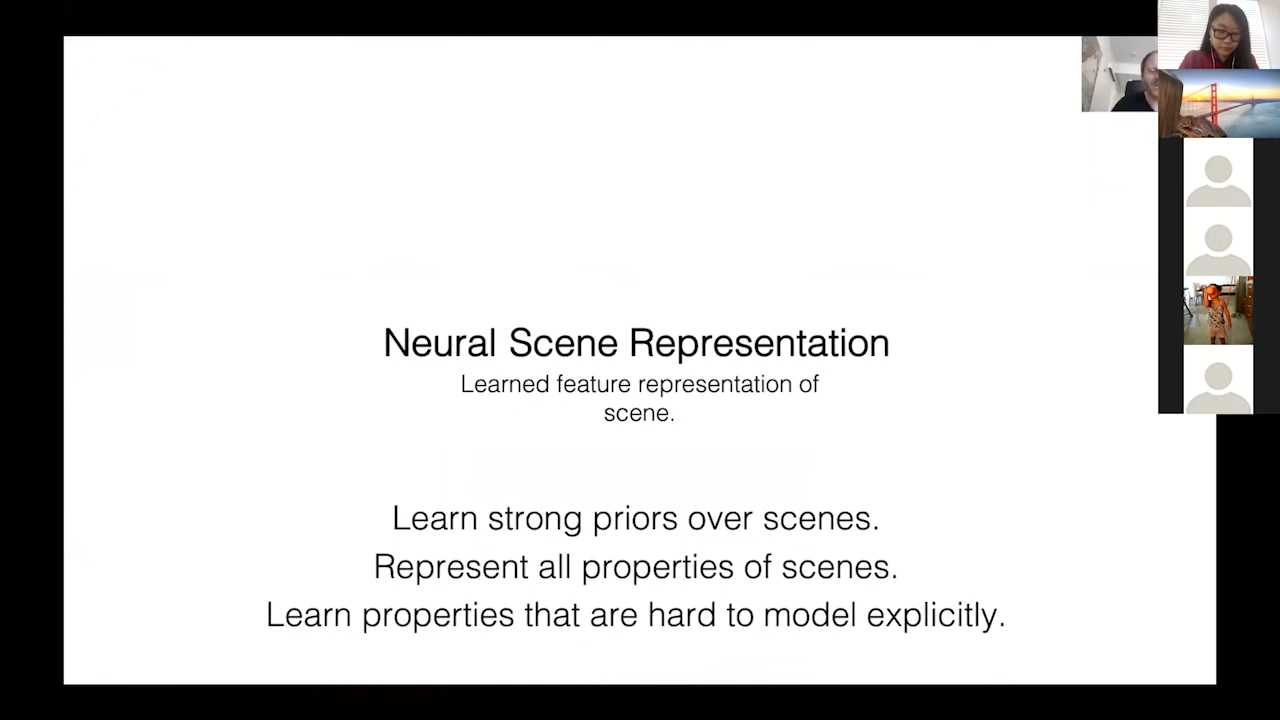 Neural Scene Representation
Learned feature representation of
scene.
Learn strong priors over scenes.
Represent all properties of scenes.
Learn properties that are hard to model explicitly.